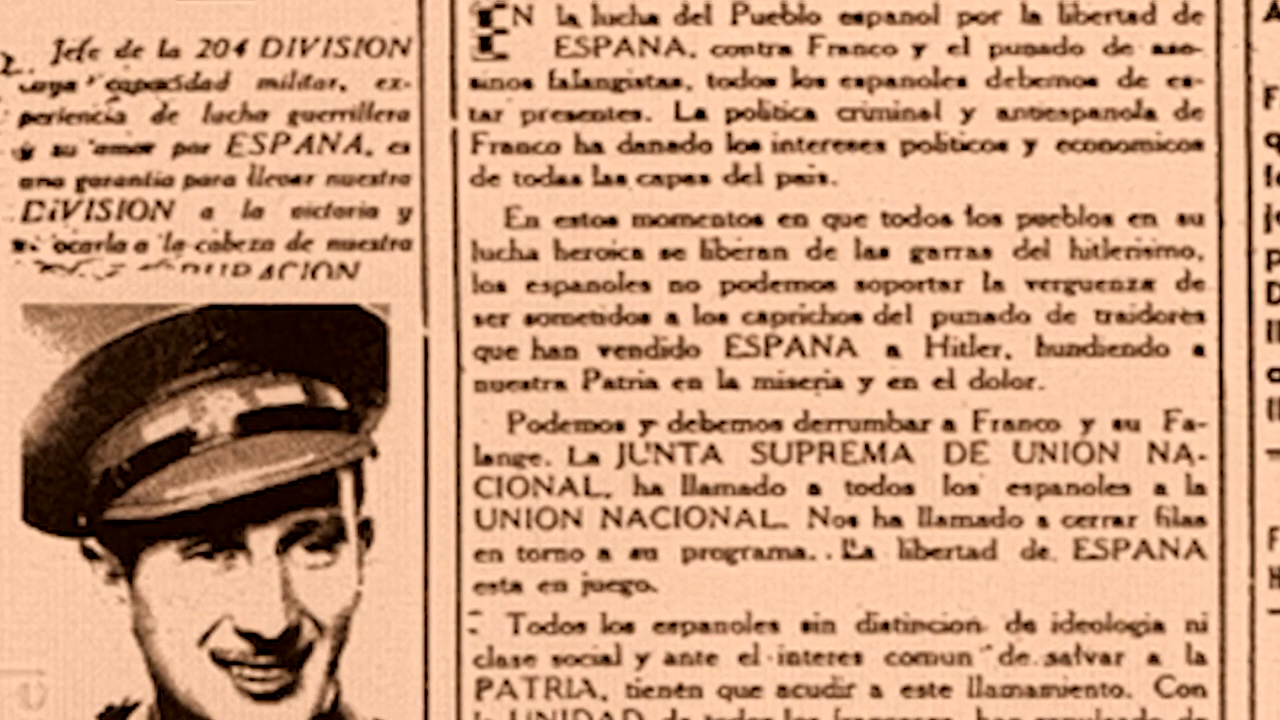 Jefe de la 204 DIVISION
cuya capacidad militar, ex-
periencia de lucha guerrillera
y su amor por ESPANA, es
una garantia para llevar nuestra
DIVISION a la victoria y
a la cabeza de nuestra
EN la lucha del Pueblo espanol por la libertad de
ESPANA, contra Franco y el punado de ase-
sinos falangistas, todos los espanoles debemos de es-
tar presentes. La politica criminal y antiespanola de
Franco ha danado los intereses politicos y economicos
de todas las capas del pais.
En estos momentos en que todos los pueblos en su
lucha heroica se liberan de las garras del hitlerismo,
los espanoles no podemos soportar la verguenza de
ser sometidos a los caprichos del punado de traidores
que han vendido ESPANA a Hitler, hundiendo a
nuestra Patria en la miseria y en el dolor.
Podemos y debemos derrumbar a Franco y su Fa-
lange. La JUNTA SUPREMA DE UNION NA-
CIONAL, ha llamado a todos los espanoles a la
UNION NACIONAL. Nos ha llamado a cerrar filas
en torno a su programa. La libertad de ESPANA
esta en juego.
Todos los espanoles sin distincion de ideologia ni
clase social y ante el interes comun de salvar a la
PATRIA, tienen que acudir a este llamamiento. Con
la UNIDAD de todos los